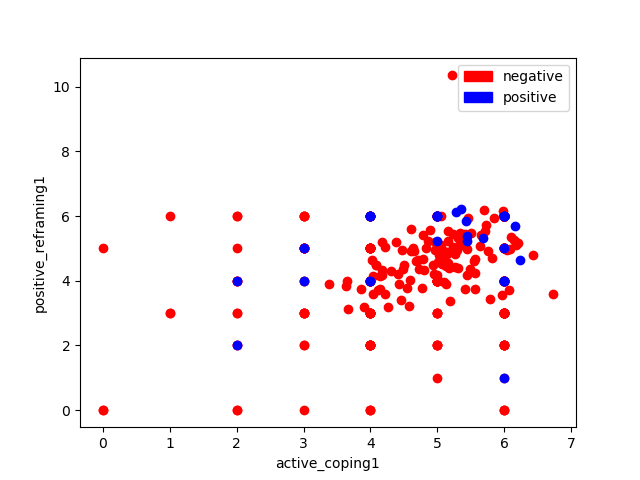 negative
positive
10
8
6
4
2
0
positive_reframing1
0 1 2 3 4 5 6 7
active_coping1